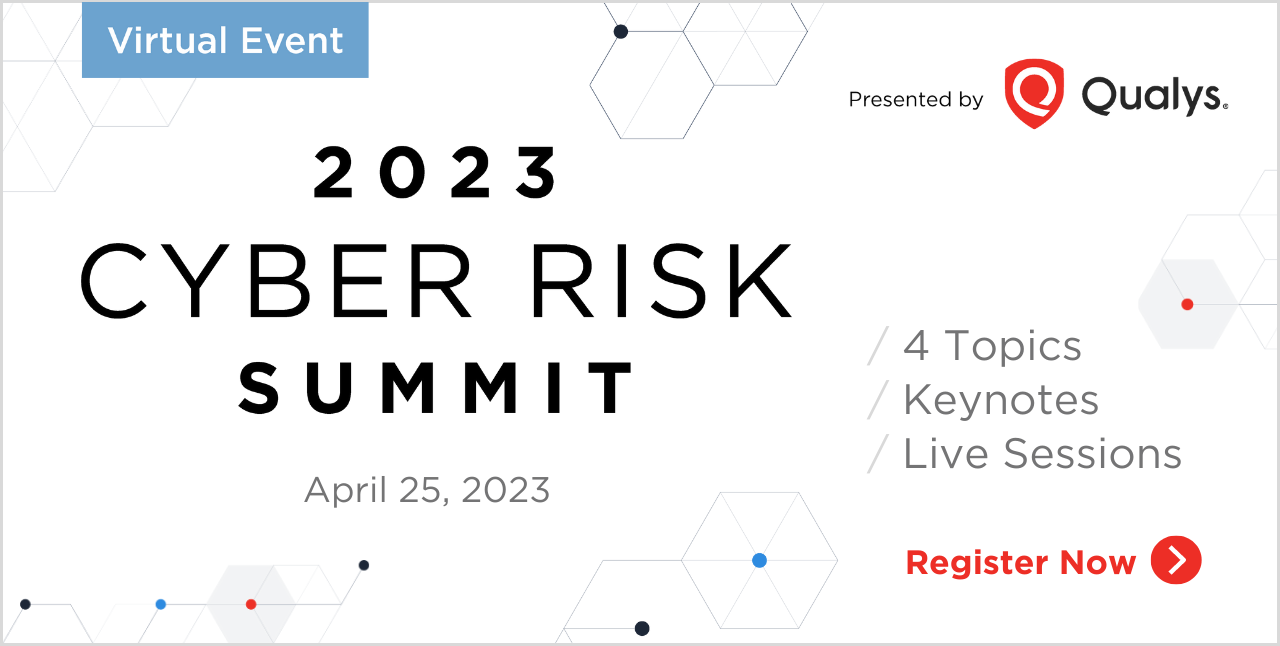 Virtual Event
Presented by Qualys®
2023
CYBER RISK
SUMMIT
April 25, 2023
/ 4 Topics
/ Keynotes
/ Live Sessions
Register Now